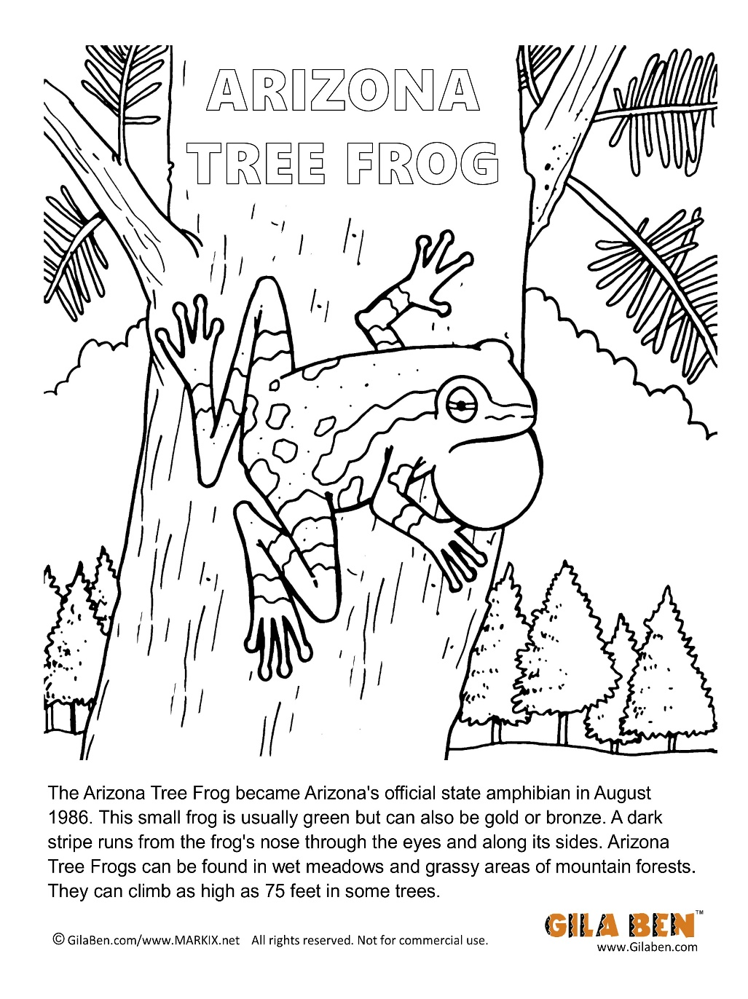 ARIZONA
TREE FROG
The Arizona Tree Frog became Arizona's official state amphibian in August
1986. This small frog is usually green but can also be gold or bronze. A dark
stripe runs from the frog's nose through the eyes and along its sides. Arizona
Tree Frogs can be found in wet meadows and grassy areas of mountain forests.
They can climb as high as 75 feet in some trees.
GILA BEN™
© GilaBen.com/www.MARKIX.net All rights reserved. Not for commercial use.
www.Gilaben.com